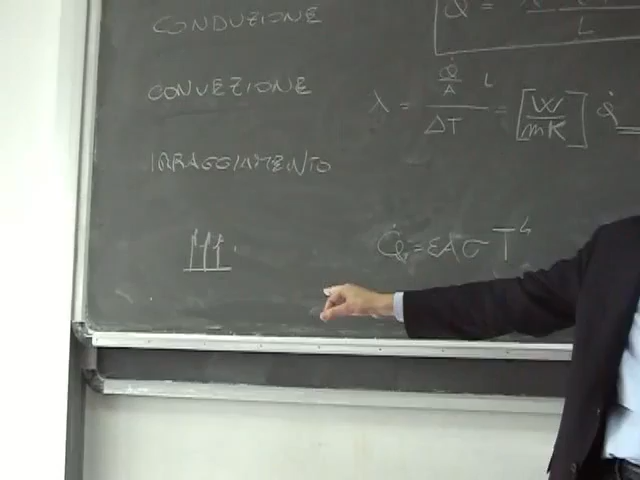 CONDUZIONE
Q̇ =
L
CONVEZIONE
λ = (Q̇/A) L / ΔT = [W/mK] Q̇
IRRAGGIAMENTO
Q̇ = εAσT⁴